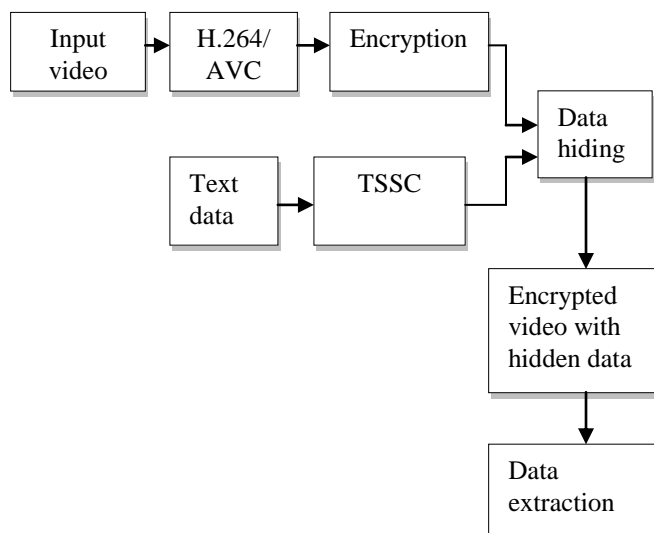 Input
video
H.264/
AVC
Encryption
Data
hiding
Text
data
TSSC
Encrypted
video with
hidden data
Data
extraction